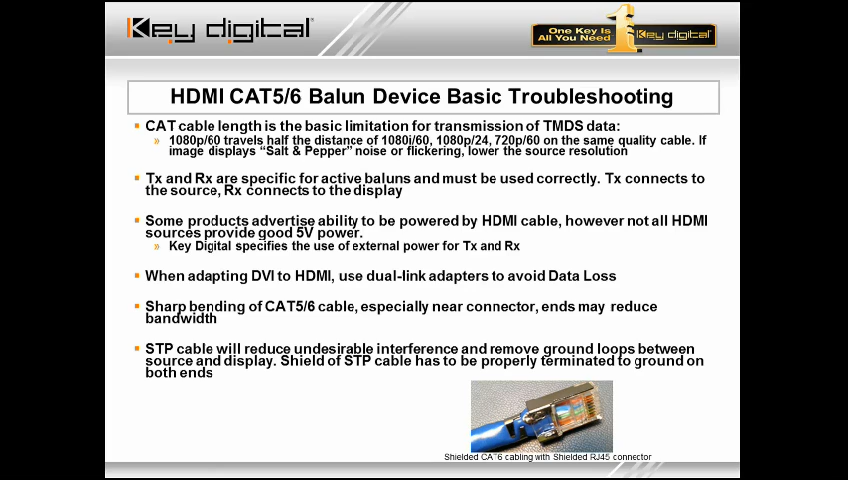 Key digital®
One Key Is
All You Need™
1
Key digital®
HDMI CAT5/6 Balun Device Basic Troubleshooting
▪ CAT cable length is the basic limitation for transmission of TMDS data:
» 1080p/60 travels half the distance of 1080i/60, 1080p/24, 720p/60 on the same quality cable. If
image displays “Salt & Pepper” noise or flickering, lower the source resolution
▪ Tx and Rx are specific for active baluns and must be used correctly. Tx connects to
the source, Rx connects to the display
▪ Some products advertise ability to be powered by HDMI cable, however not all HDMI
sources provide good 5V power.
» Key Digital specifies the use of external power for Tx and Rx
▪ When adapting DVI to HDMI, use dual-link adapters to avoid Data Loss
▪ Sharp bending of CAT5/6 cable, especially near connector, ends may reduce
bandwidth
▪ STP cable will reduce undesirable interference and remove ground loops between
source and display. Shield of STP cable has to be properly terminated to ground on
both ends
Shielded CAT6 cabling with Shielded RJ45 connector